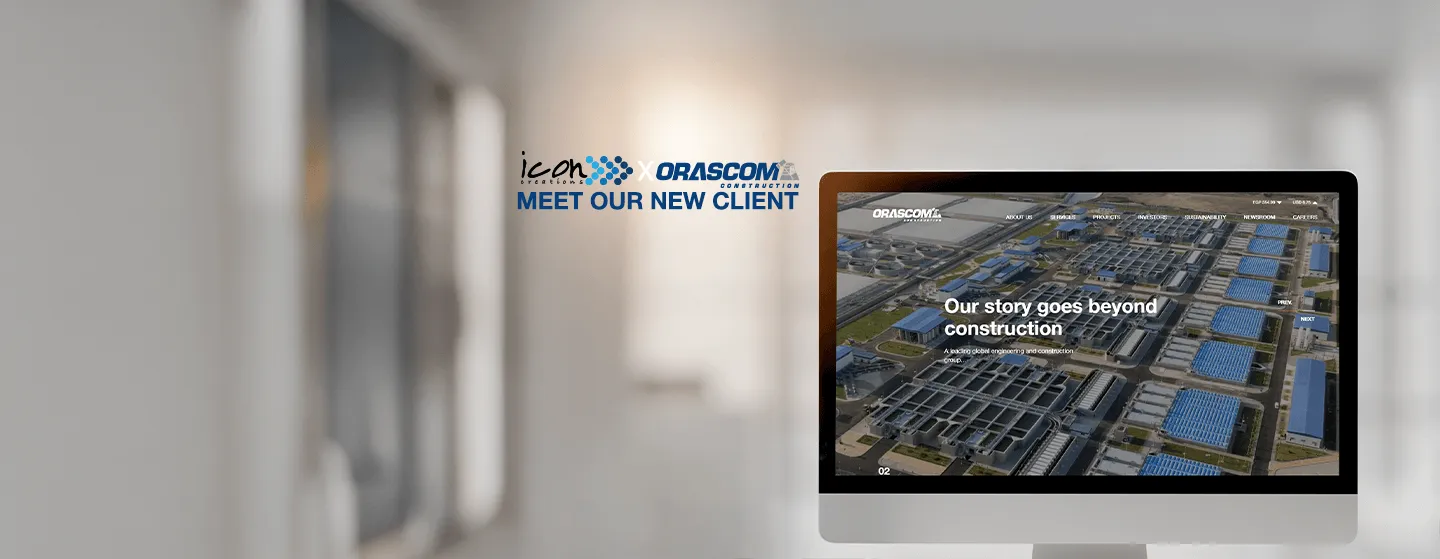 icon
creations
X
ORASCOM
CONSTRUCTION
MEET OUR NEW CLIENT
ORASCOM
CONSTRUCTION
ABOUT US SERVICES PROJECTS INVESTORS SUSTAINABILITY NEWSROOM CAREERS
Our story goes beyond
construction
A leading global engineering and construction
group.
PREV.
NEXT
02